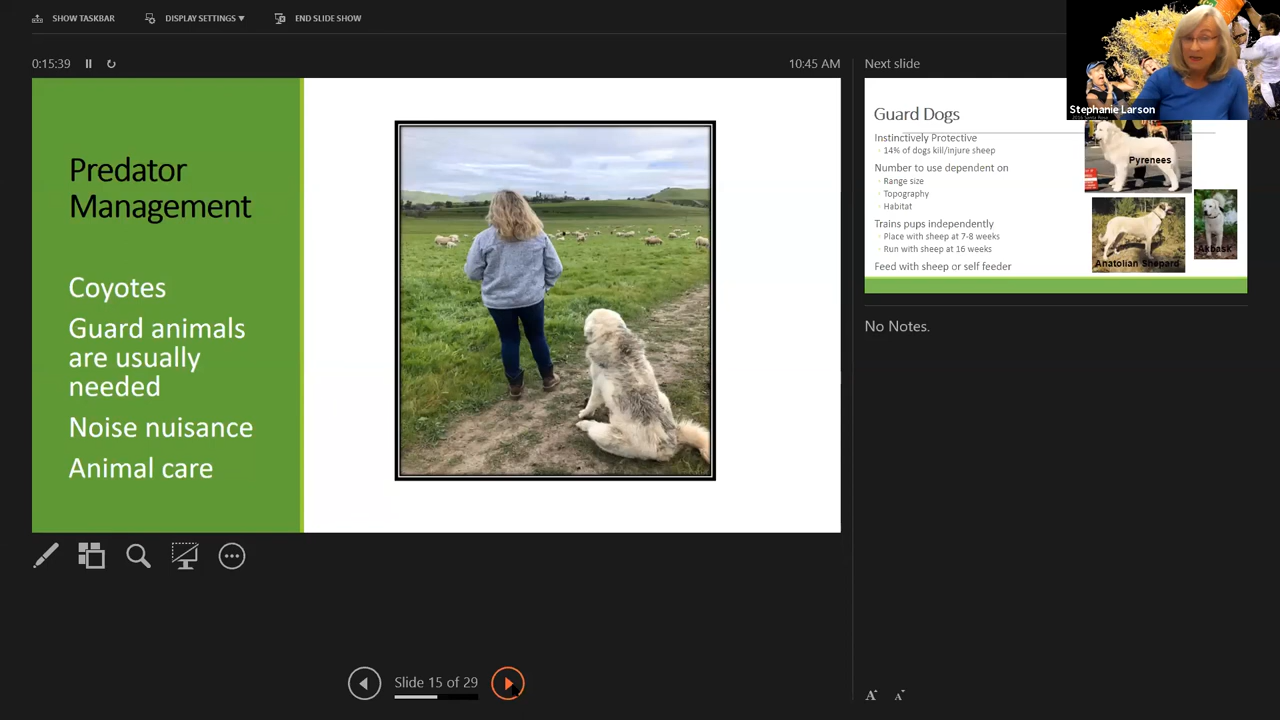 SHOW TASKBAR
DISPLAY SETTINGS ▼
END SLIDE SHOW
0:15:39
10:45 AM
Predator
Management
Coyotes
Guard animals
are usually
needed
Noise nuisance
Animal care
Slide 15 of 29
Next slide
Stephanie Larson
Guard Dogs
Instinctively Protective
14% of dogs kill/injure sheep
Number to use dependent on
Range size
Topography
Habitat
Trains pups independently
Place with sheep at 7-8 weeks
Run with sheep at 16 weeks
Feed with sheep or self feeder
Pyrenees
Anatolian Shepard
Akbask
No Notes.
A A